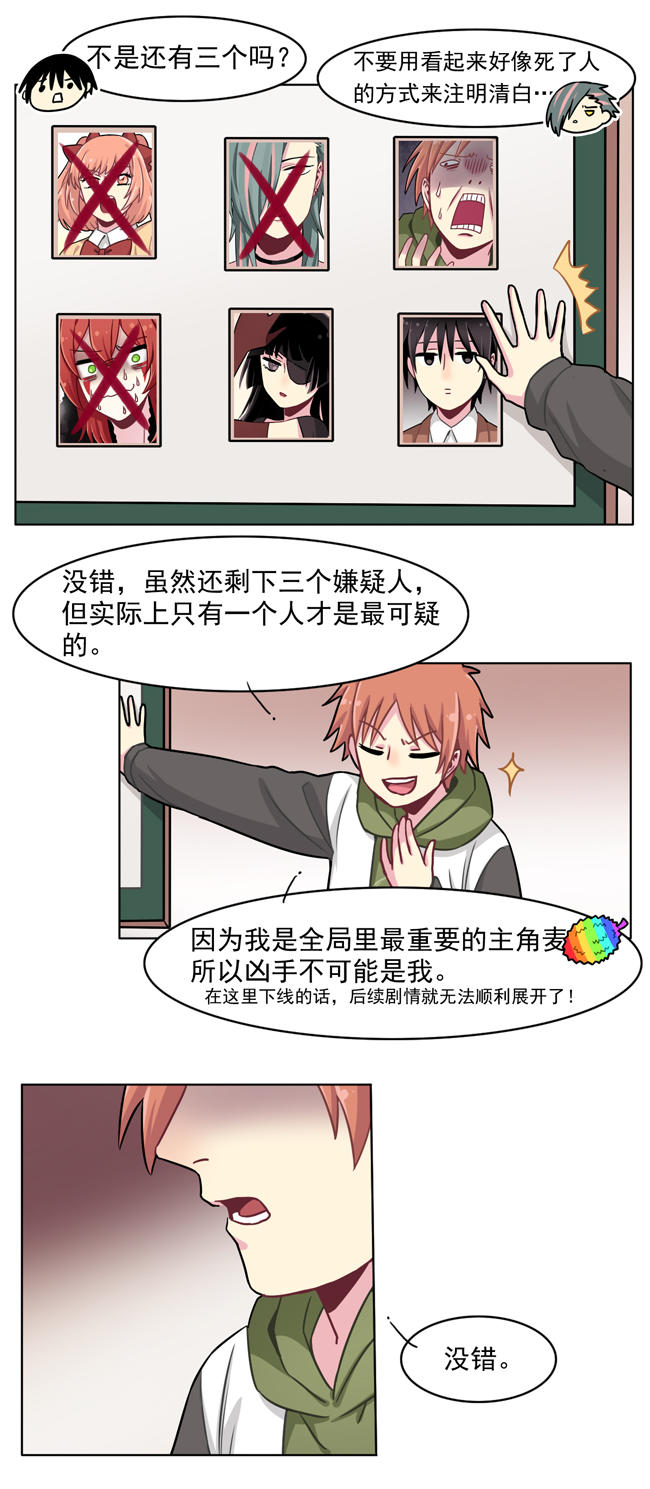 不是还有三个吗？
不要用看起来好像死了人
的方式来注明清白…
没错，虽然还剩下三个嫌疑人，
但实际上只有一个人才是最可疑
的。
因为我是全局里最重要的主角麦
所以凶手不可能是我。
在这里下线的话，后续剧情就无法顺利展开了！
没错。